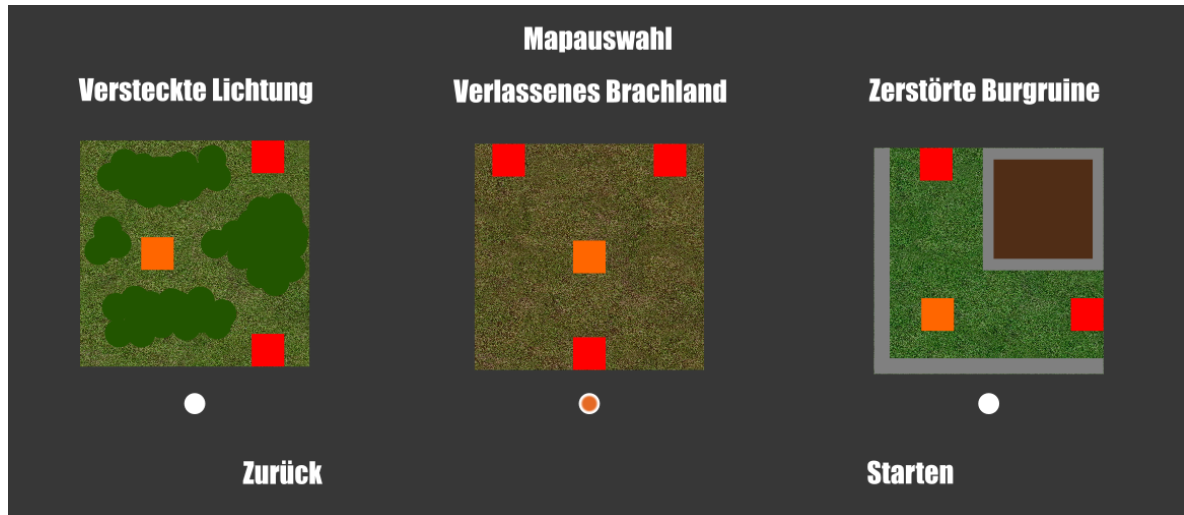 Mapauswahl
Versteckte Lichtung
Verlassenes Brachland
Zerstörte Burgruine
Zurück
Starten